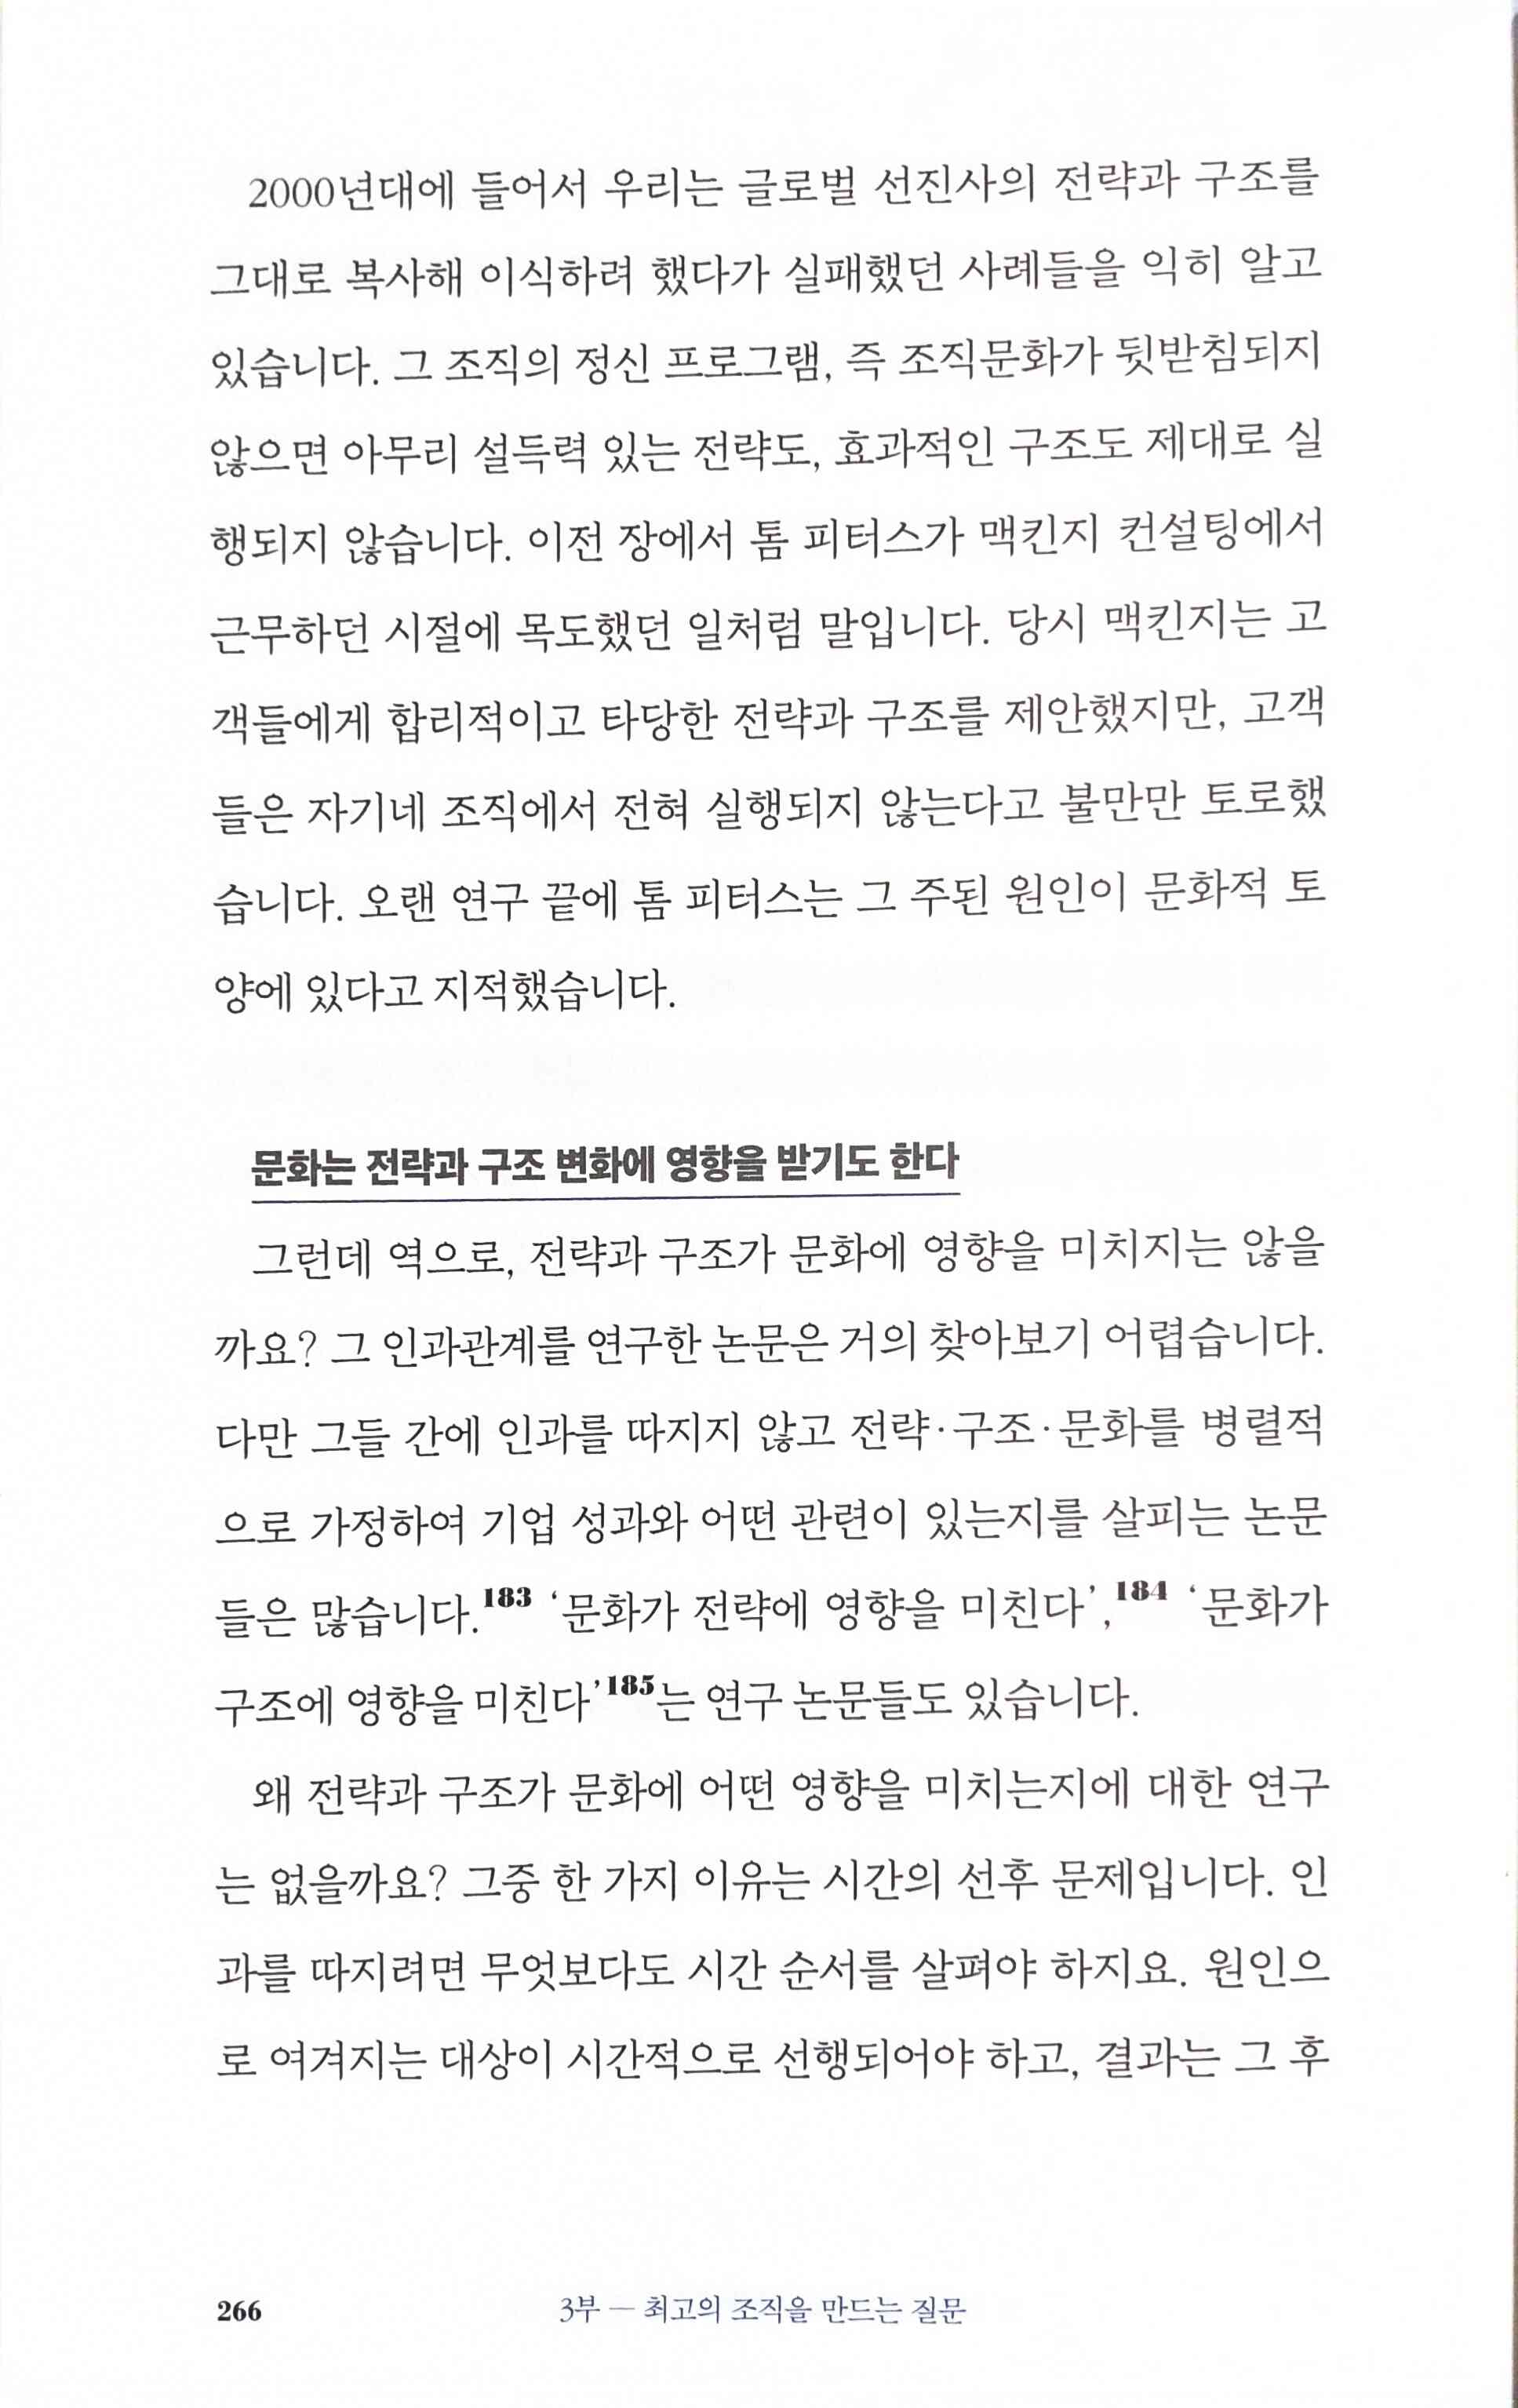 2000년대에 들어서 우리는 글로벌 선진사의 전략과 구조를
그대로 복사해 이식하려 했다가 실패했던 사례들을 익히 알고
있습니다. 그 조직의 정신 프로그램, 즉 조직문화가 뒷받침되지
않으면 아무리 설득력 있는 전략도, 효과적인 구조도 제대로 실
행되지 않습니다. 이전 장에서 톰 피터스가 맥킨지 컨설팅에서
근무하던 시절에 목도했던 일처럼 말입니다. 당시 맥킨지는 고
객들에게 합리적이고 타당한 전략과 구조를 제안했지만, 고객
들은 자기네 조직에서 전혀 실행되지 않는다고 불만만 토로했
습니다. 오랜 연구 끝에 톰 피터스는 그 주된 원인이 문화적 토
양에 있다고 지적했습니다.
문화는 전략과 구조 변화에 영향을 받기도 한다
그런데 역으로, 전략과 구조가 문화에 영향을 미치지는 않을
까요? 그 인과관계를 연구한 논문은 거의 찾아보기 어렵습니다.
다만 그들 간에 인과를 따지지 않고 전략·구조·문화를 병렬적
으로 가정하여 기업 성과와 어떤 관련이 있는지를 살피는 논문
들은 많습니다.183 ‘문화가 전략에 영향을 미친다’,184 ‘문화가
구조에 영향을 미친다’185는 연구 논문들도 있습니다.
왜 전략과 구조가 문화에 어떤 영향을 미치는지에 대한 연구
는 없을까요? 그중 한 가지 이유는 시간의 선후 문제입니다. 인
과를 따지려면 무엇보다도 시간 순서를 살펴야 하지요. 원인으
로 여겨지는 대상이 시간적으로 선행되어야 하고, 결과는 그 후
266 3부 — 최고의 조직을 만드는 질문